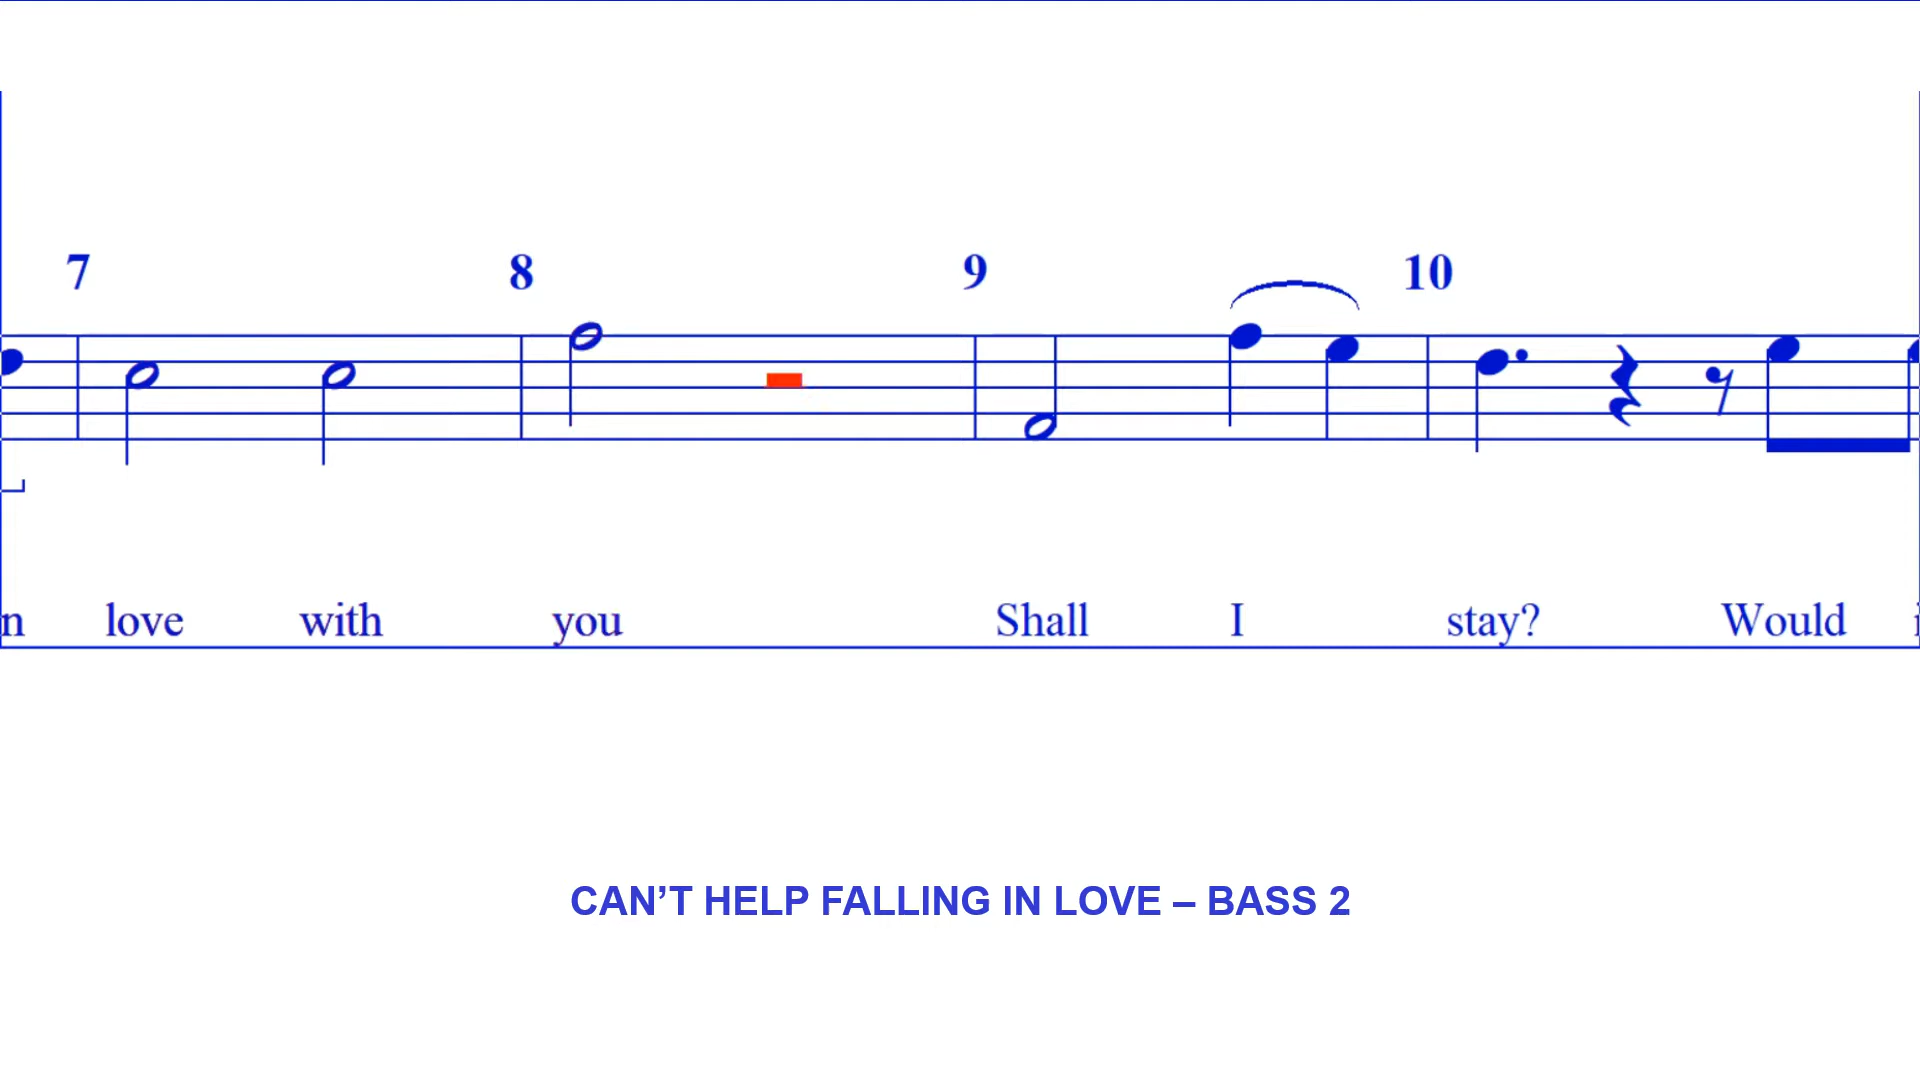 7 8 9 10
n love with you Shall I stay? Would
CAN’T HELP FALLING IN LOVE – BASS 2